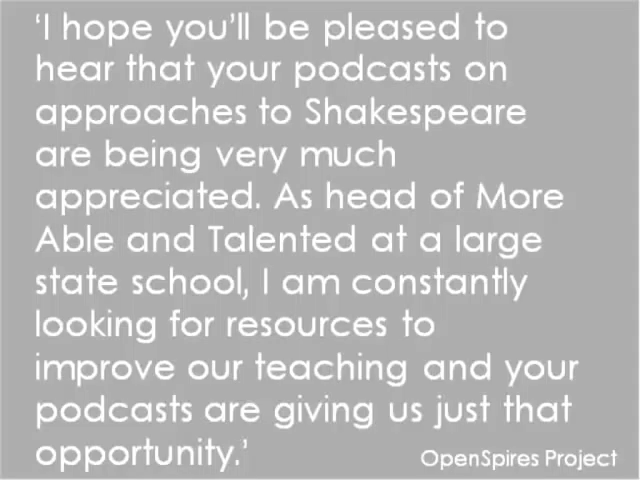 ‘I hope you’ll be pleased to
hear that your podcasts on
approaches to Shakespeare
are being very much
appreciated. As head of More
Able and Talented at a large
state school, I am constantly
looking for resources to
improve our teaching and your
podcasts are giving us just that
opportunity.’
OpenSpires Project